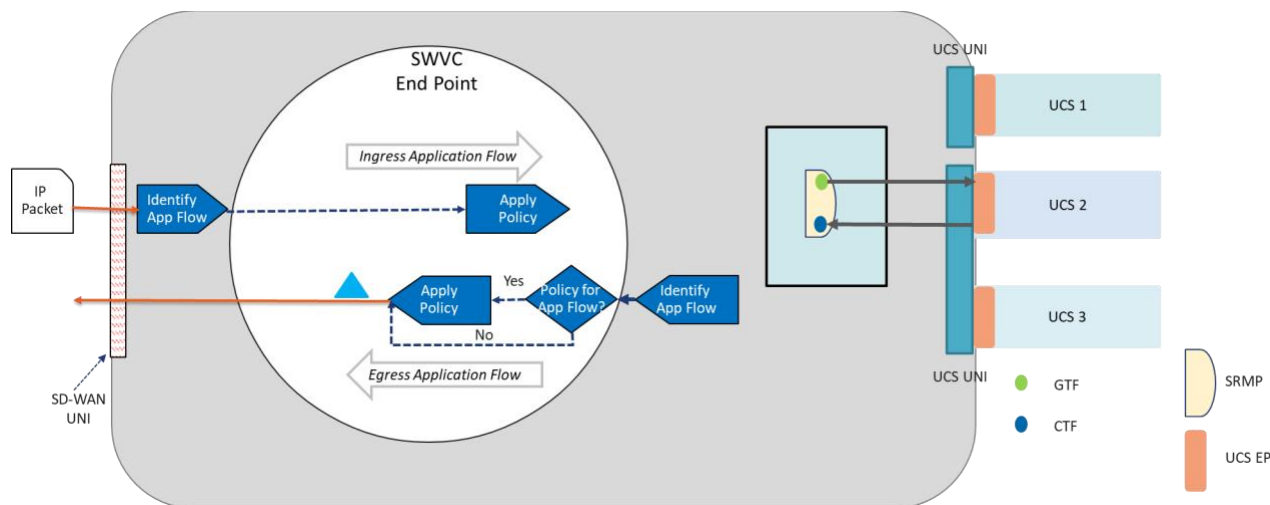 SWVC
End Point
UCS UNI
UCS 1
Ingress Application Flow
IP
Packet
Identify
App Flow
Apply
Policy
UCS 2
Apply
Policy
Yes
Policy for
App Flow?
Identify
App Flow
No
UCS 3
Egress Application Flow
UCS UNI
SD-WAN
UNI
GTF
SRMP
CTF
UCS EP